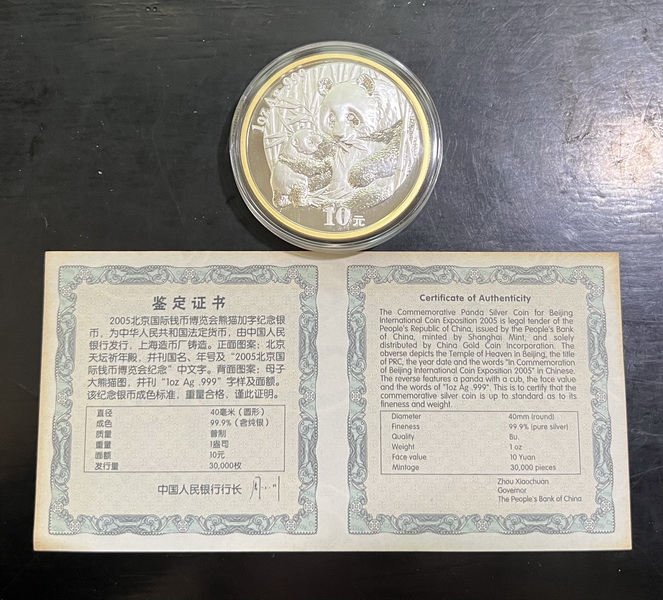 1oz Ag .999
10元
鉴定证书
2005北京国际钱币博览会熊猫加字纪念银
币，为中华人民共和国法定货币，由中国人民
银行发行，上海造币厂铸造。正面图案：北京
天坛祈年殿，并刊国名、年号及“2005北京国
际钱币博览会纪念”中文字。背面图案：母子
大熊猫图，并刊“1oz Ag .999”字样及面额。
该纪念银币成色标准，重量合格，谨此证明。
直径 40毫米（圆形）
成色 99.9%（含纯银）
质量 普制
重量 1盎司
面额 10元
发行量 30,000枚
中国人民银行行长
Certificate of Authenticity
The Commemorative Panda Silver Coin for Beijing
International Coin Exposition 2005 is legal tender of the
People's Republic of China, issued by the People's Bank
of China, minted by Shanghai Mint, and solely
distributed by China Gold Coin Incorporation. The
obverse depicts the Temple of Heaven in Beijing, the title
of PRC, the year date and the words "In Commemoration
of Beijing International Coin Exposition 2005" in Chinese.
The reverse features a panda with a cub, the face value
and the words of "1oz Ag .999". This is to certify that the
commemorative silver coin is up to standard as to its
fineness and weight.
Diameter 40mm (round)
Fineness 99.9% (pure silver)
Quality Bu
Weight 1 oz
Face value 10 Yuan
Mintage 30,000 pieces
Zhou Xiaochuan
Governor
The People's Bank of China